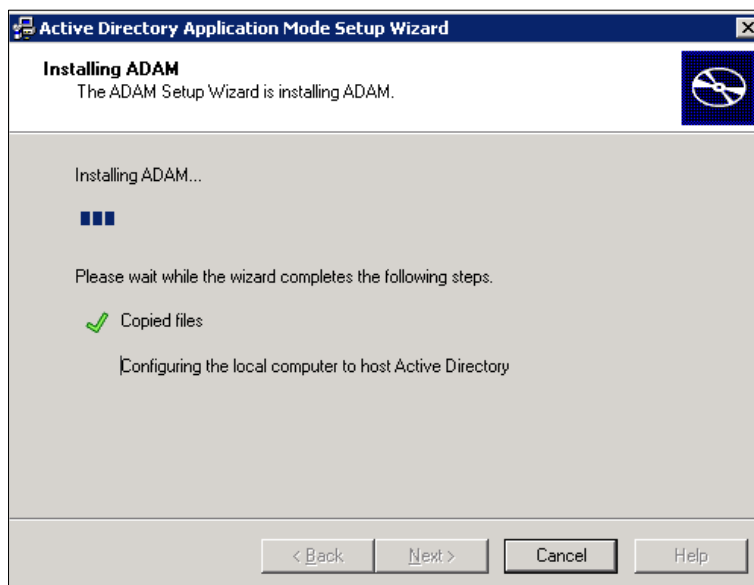 Active Directory Application Mode Setup Wizard
Installing ADAM
The ADAM Setup Wizard is installing ADAM.
Installing ADAM...
Please wait while the wizard completes the following steps.
Copied files
Configuring the local computer to host Active Directory
< Back Next > Cancel Help